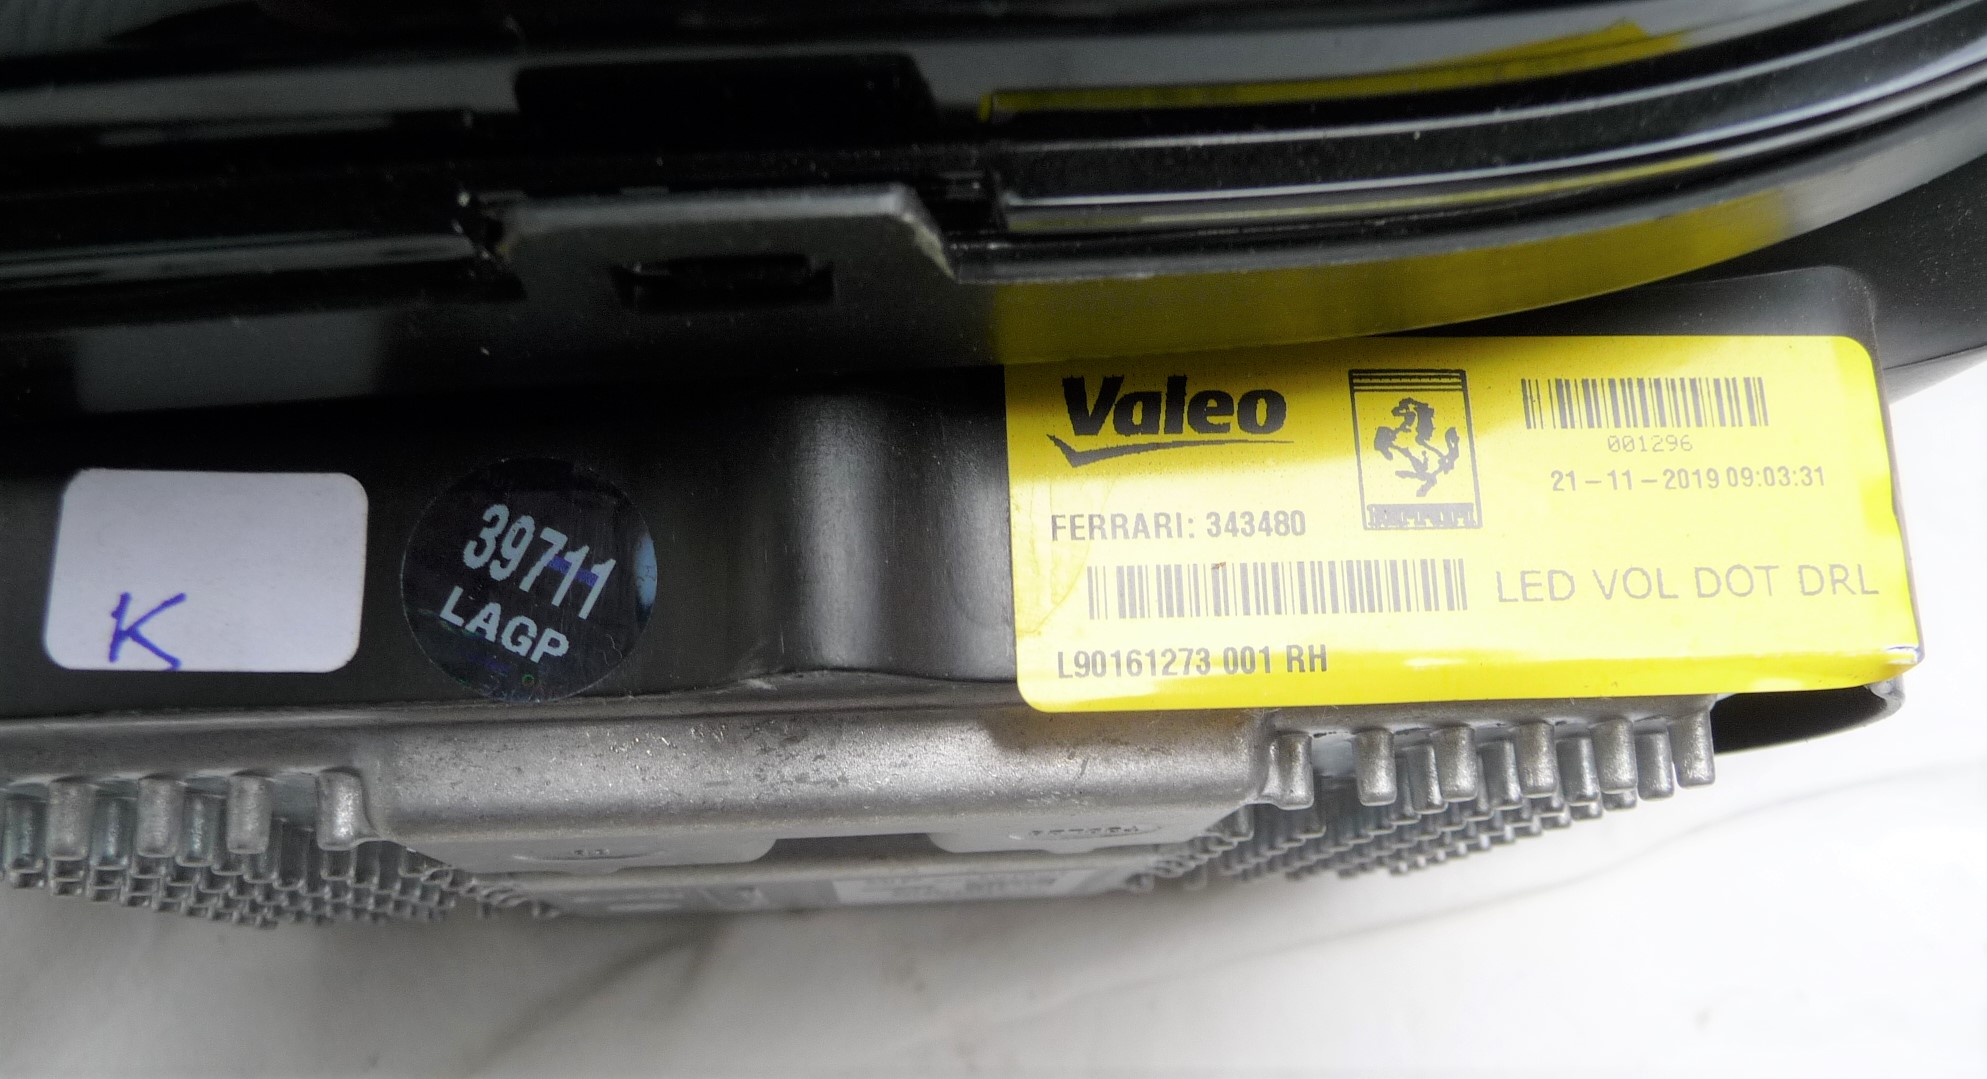 Valeo
001296
21-11-2019 09:03:31
FERRARI: 343480
LED VOL DOT DRL
L90161273 001 RH
39711
LAGP
K